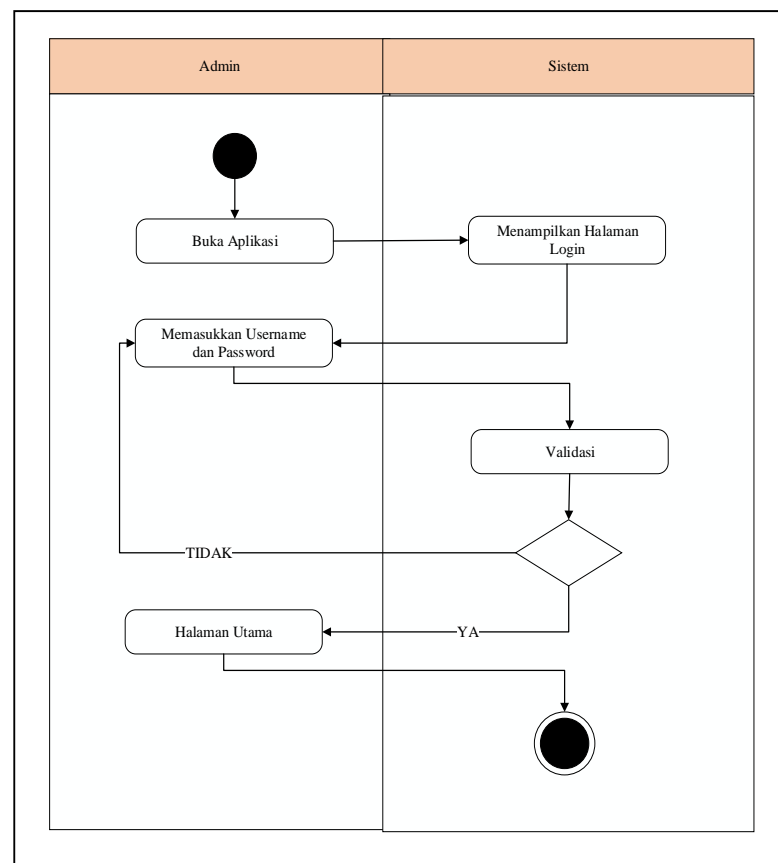 Admin
Sistem
Buka Aplikasi
Menampilkan Halaman
Login
Memasukkan Username
dan Password
Validasi
TIDAK
Halaman Utama
YA